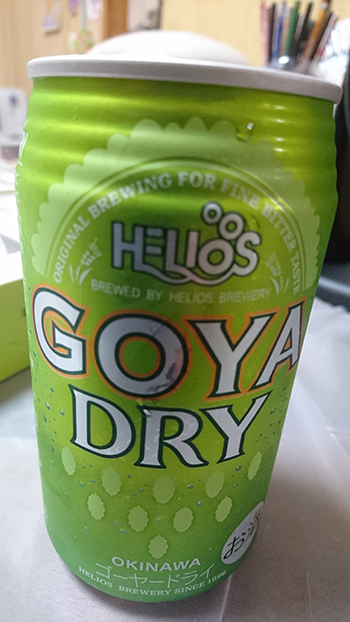 ORIGINAL BREWING FOR FINE BITTER TASTE
HELIOS
BREWED BY HELIOS BREWERY
GOYA
DRY
お酒
OKINAWA
ゴーヤードライ
HELIOS BREWERY SINCE 1996